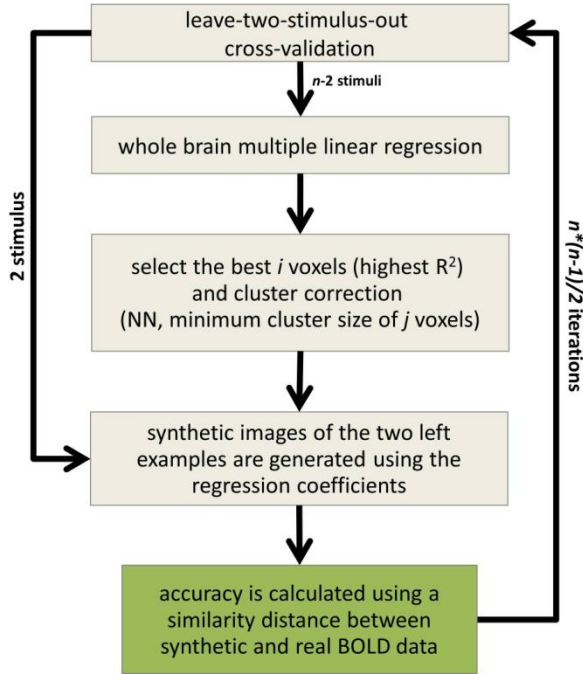 leave-two-stimulus-out
cross-validation
n-2 stimuli
whole brain multiple linear regression
2 stimulus
select the best i voxels (highest R²)
and cluster correction
(NN, minimum cluster size of j voxels)
n*(n-1)/2 iterations
synthetic images of the two left
examples are generated using the
regression coefficients
accuracy is calculated using a
similarity distance between
synthetic and real BOLD data